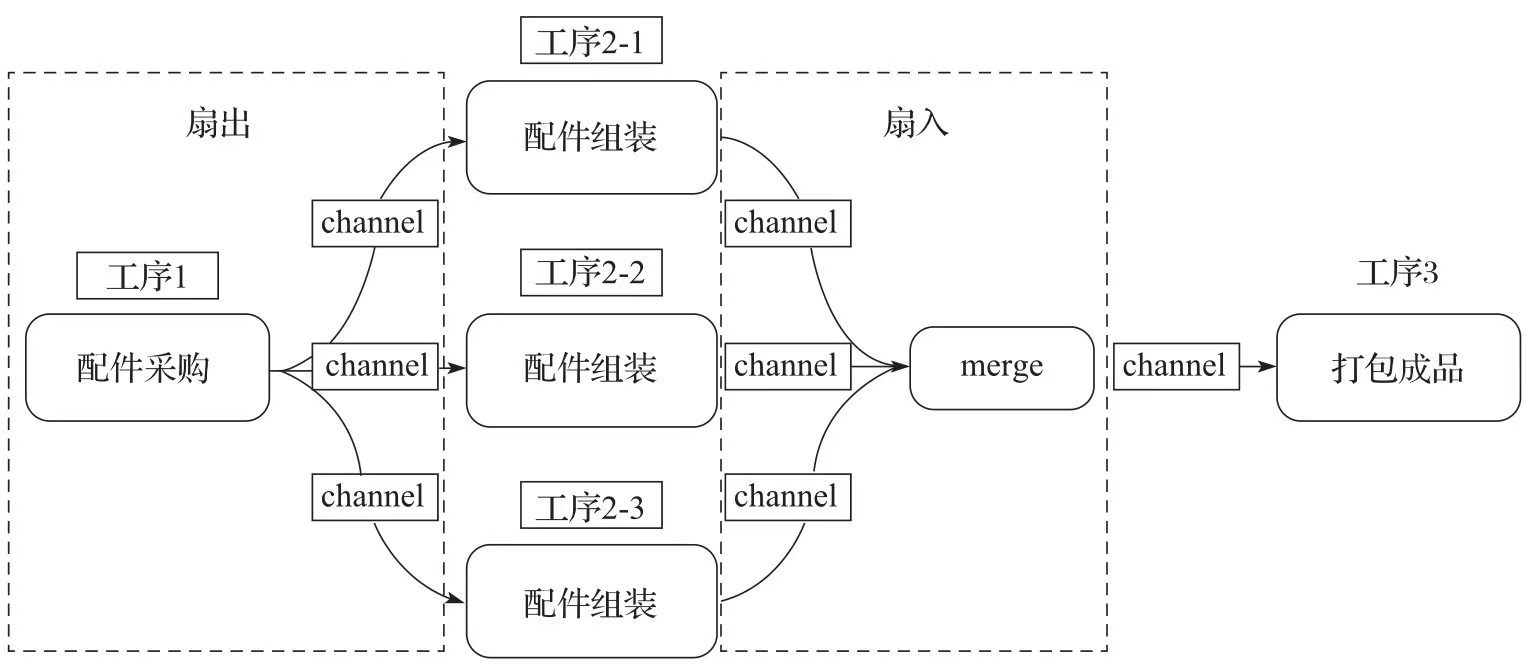 扇出
工序1
配件采购
channel
channel
channel
工序2-1
配件组装
工序2-2
配件组装
工序2-3
配件组装
扇入
channel
channel
channel
merge
channel
工序3
打包成品